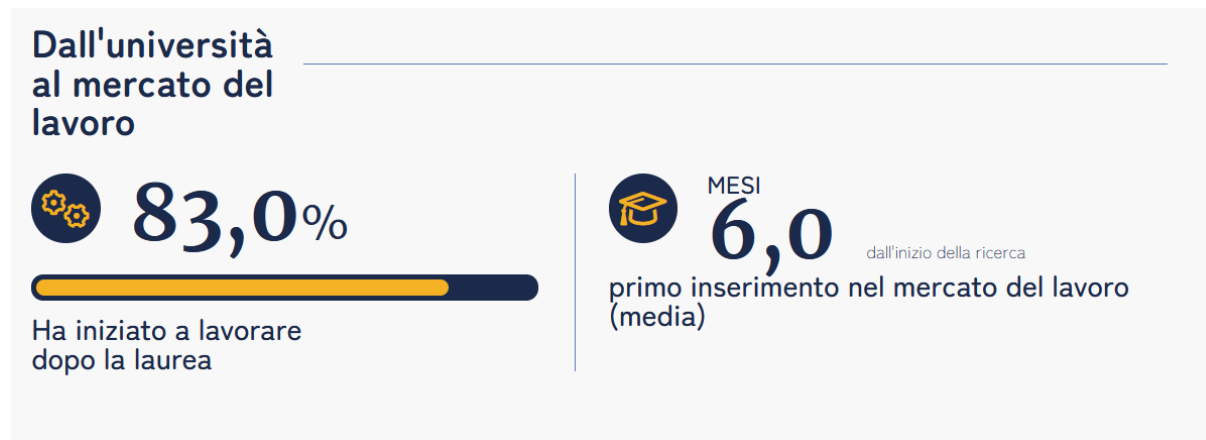 Dall'università
al mercato del
lavoro
83,0%
Ha iniziato a lavorare
dopo la laurea
MESI
6,0
dall'inizio della ricerca
primo inserimento nel mercato del lavoro
(media)